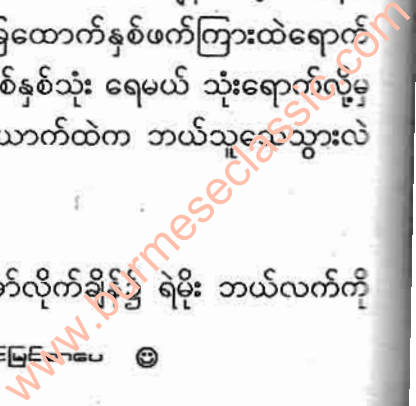 ခြေထောက်နှစ်ဖက်ကြားထဲရောက်
စ်နှစ်သုံး ရေမယ် သုံးရောက်လို့မှ
ယောက်ထဲက ဘယ်သူသေသွားလဲ
လိုက်ချိန်၌ ရဲမိုး ဘယ်လက်ကို
www.burmeseclassic.com